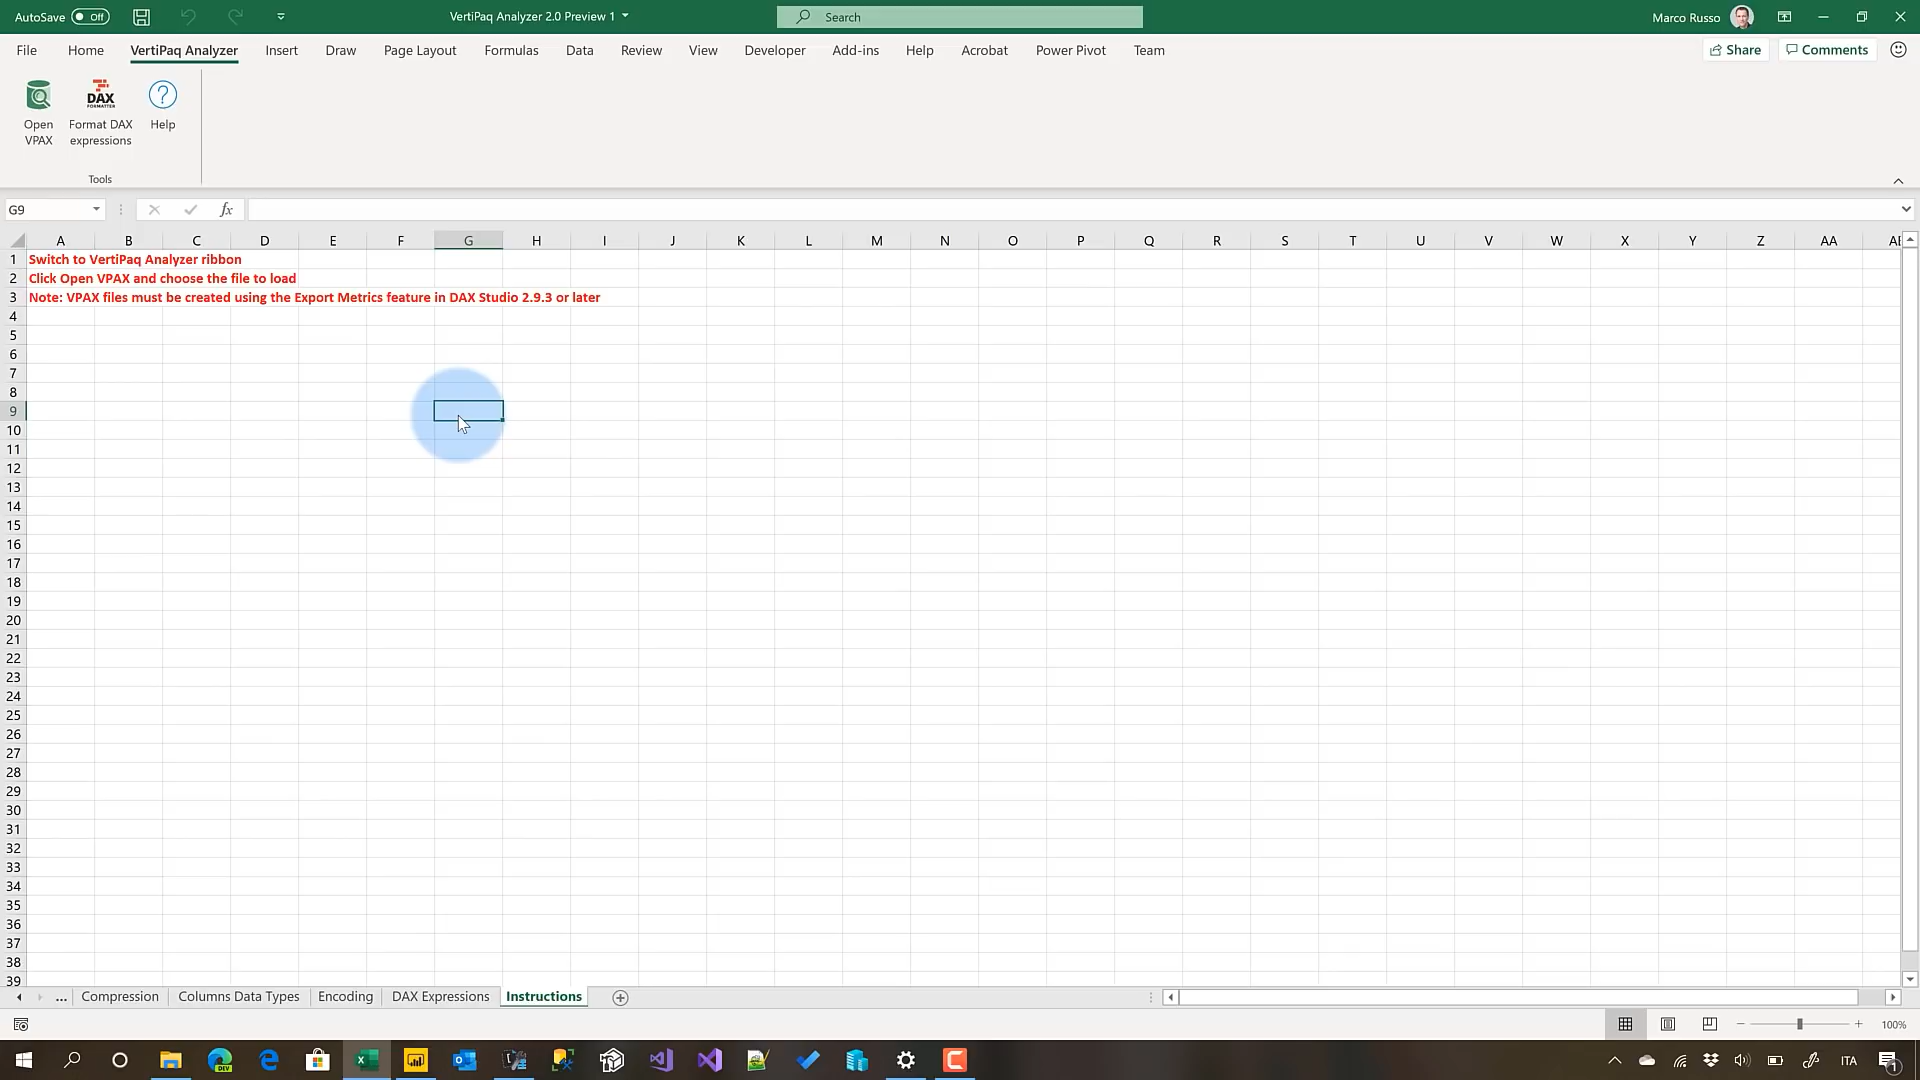 AutoSave Off
VertiPaq Analyzer 2.0 Preview 1
Search
Marco Russo
File Home VertiPaq Analyzer Insert Draw Page Layout Formulas Data Review View Developer Add-ins Help Acrobat Power Pivot Team
Share Comments
Open VPAX
Format DAX expressions
DAX FORMATTER
Help
Tools
G9
fx
A B C D E F G H I J K L M N O P Q R S T U V W X Y Z AA
1 Switch to VertiPaq Analyzer ribbon
2 Click Open VPAX and choose the file to load
3 Note: VPAX files must be created using the Export Metrics feature in DAX Studio 2.9.3 or later
4
5
6
7
8
9
10
11
12
13
14
15
16
17
18
19
20
21
22
23
24
25
26
27
28
29
30
31
32
33
34
35
36
37
38
39
... Compression Columns Data Types Encoding DAX Expressions Instructions
100%
DEV
ITA
1